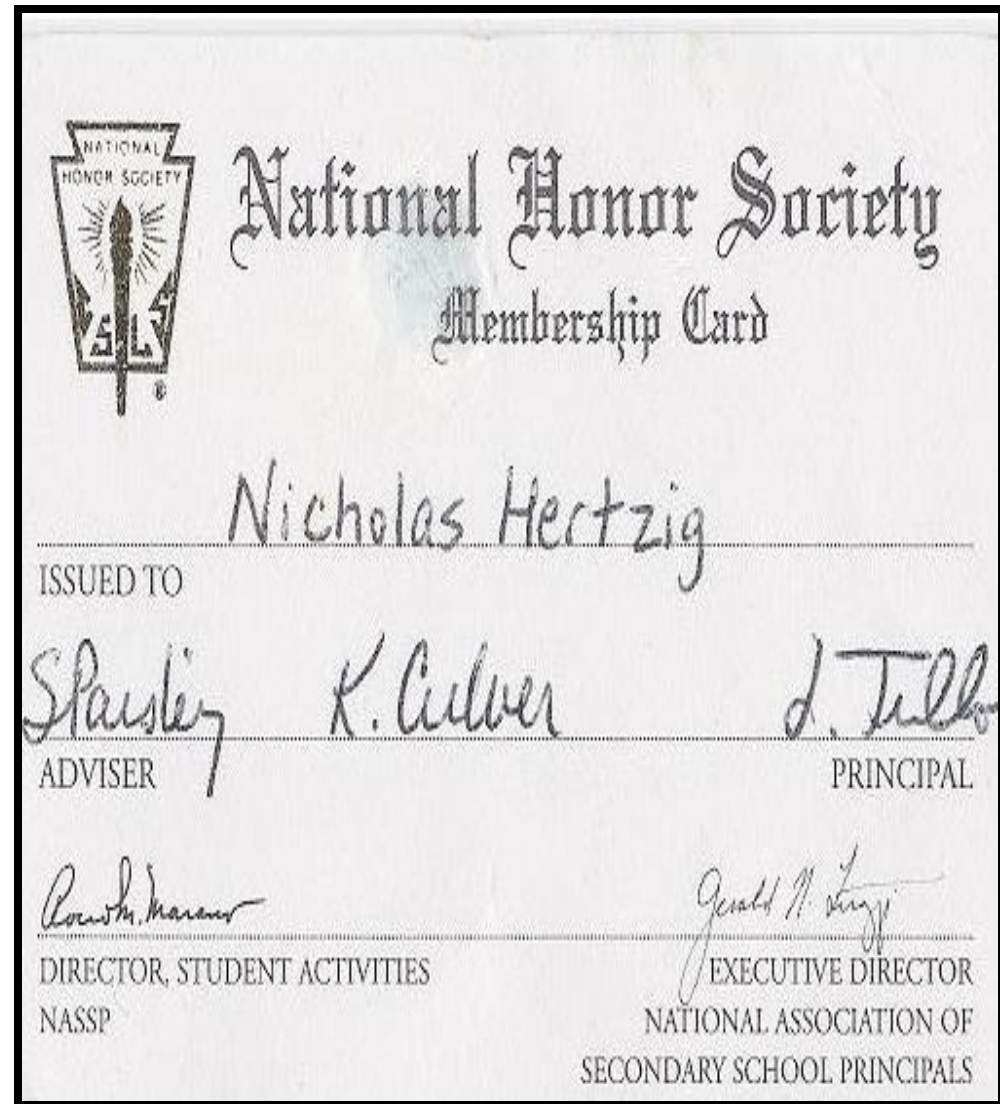 NATIONAL
HONOR SOCIETY
S L
®
National Honor Society
Membership Card
Nicholas Hertzig
ISSUED TO
K. Culver
ADVISER PRINCIPAL
Gerald N.
DIRECTOR, STUDENT ACTIVITIES
NASSP
EXECUTIVE DIRECTOR
NATIONAL ASSOCIATION OF
SECONDARY SCHOOL PRINCIPALS